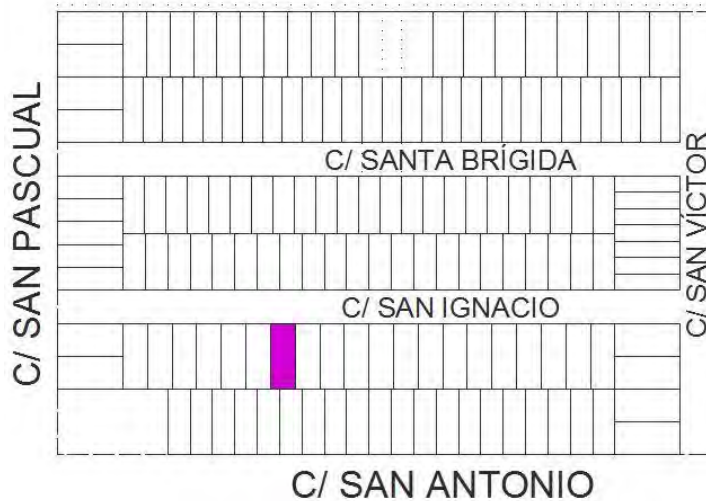 C/ SAN PASCUAL
C/ SANTA BRÍGIDA
C/ SAN VÍCTOR
C/ SAN IGNACIO
C/ SAN ANTONIO